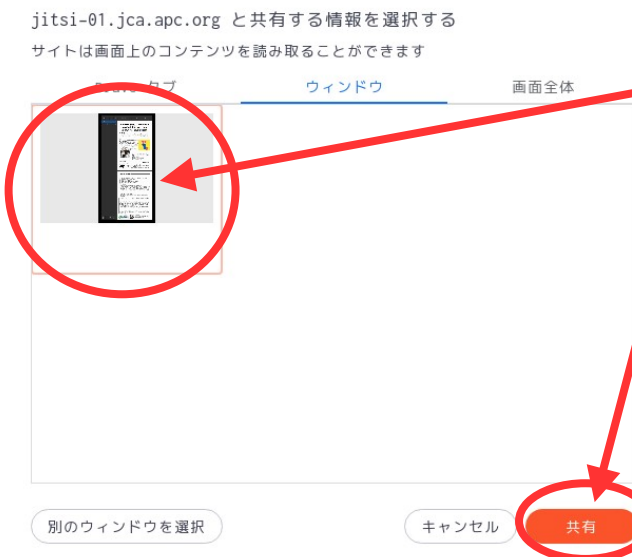 jitsi-01.jca.apc.org と共有する情報を選択する
サイトは画面上のコンテンツを読み取ることができます
タブ ウィンドウ 画面全体
別のウィンドウを選択 キャンセル 共有